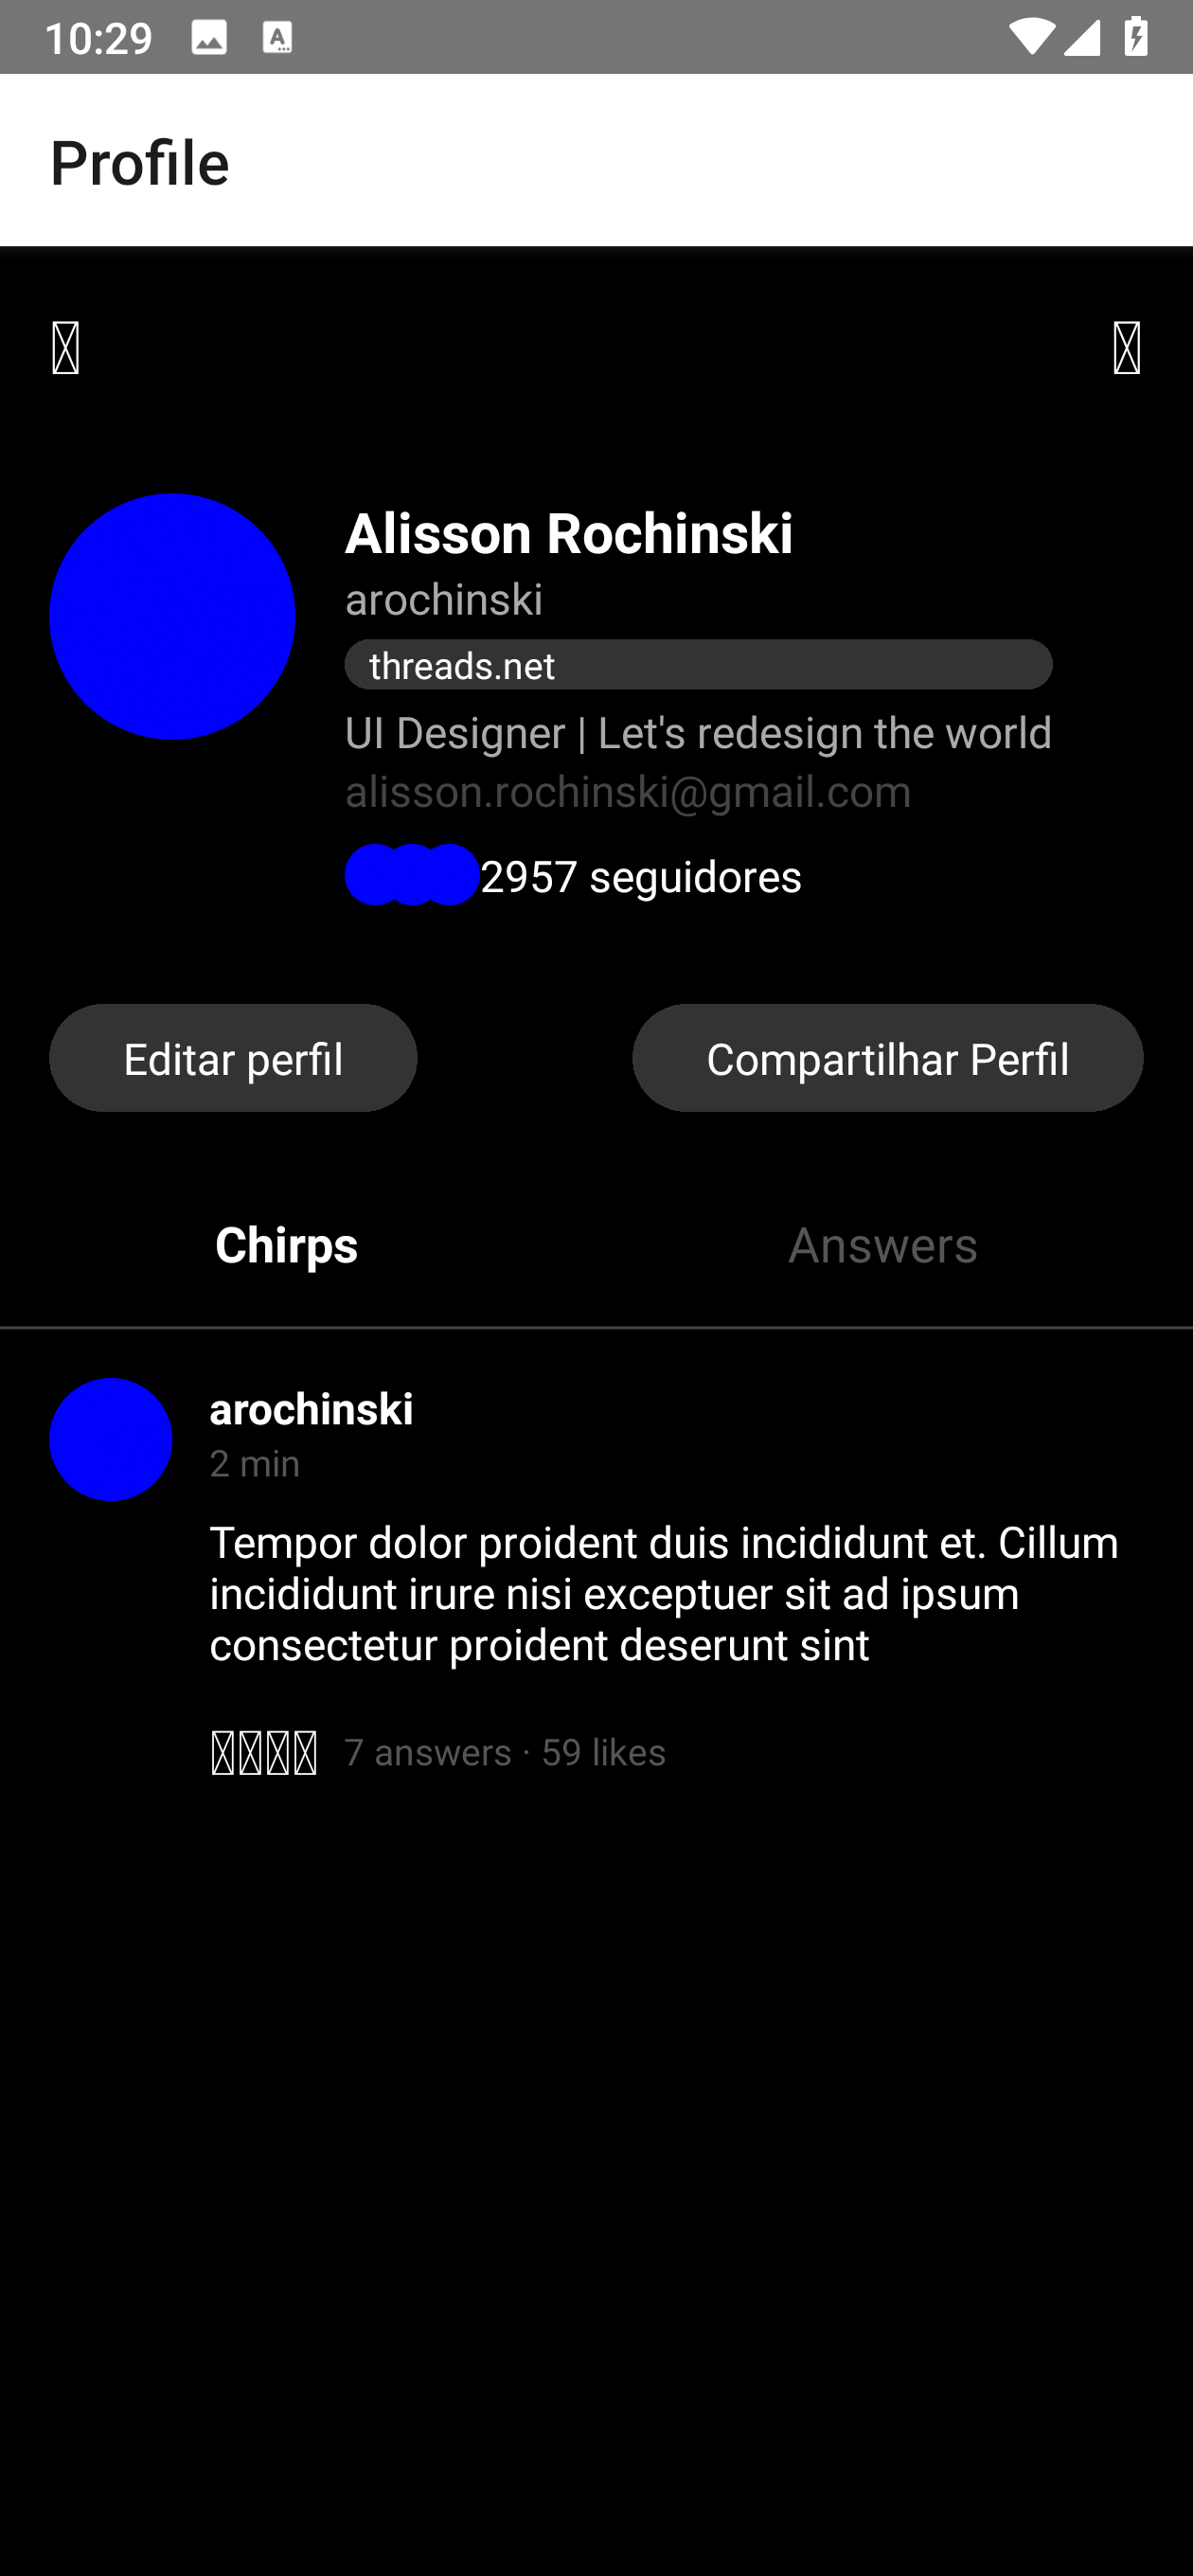 10:29
Profile
Alisson Rochinski
arochinski
threads.net
UI Designer | Let's redesign the world
alisson.rochinski@gmail.com
2957 seguidores
Editar perfil
Compartilhar Perfil
Chirps
Answers
arochinski
2 min
Tempor dolor proident duis incididunt et. Cillum
incididunt irure nisi exceptuer sit ad ipsum
consectetur proident deserunt sint
7 answers · 59 likes